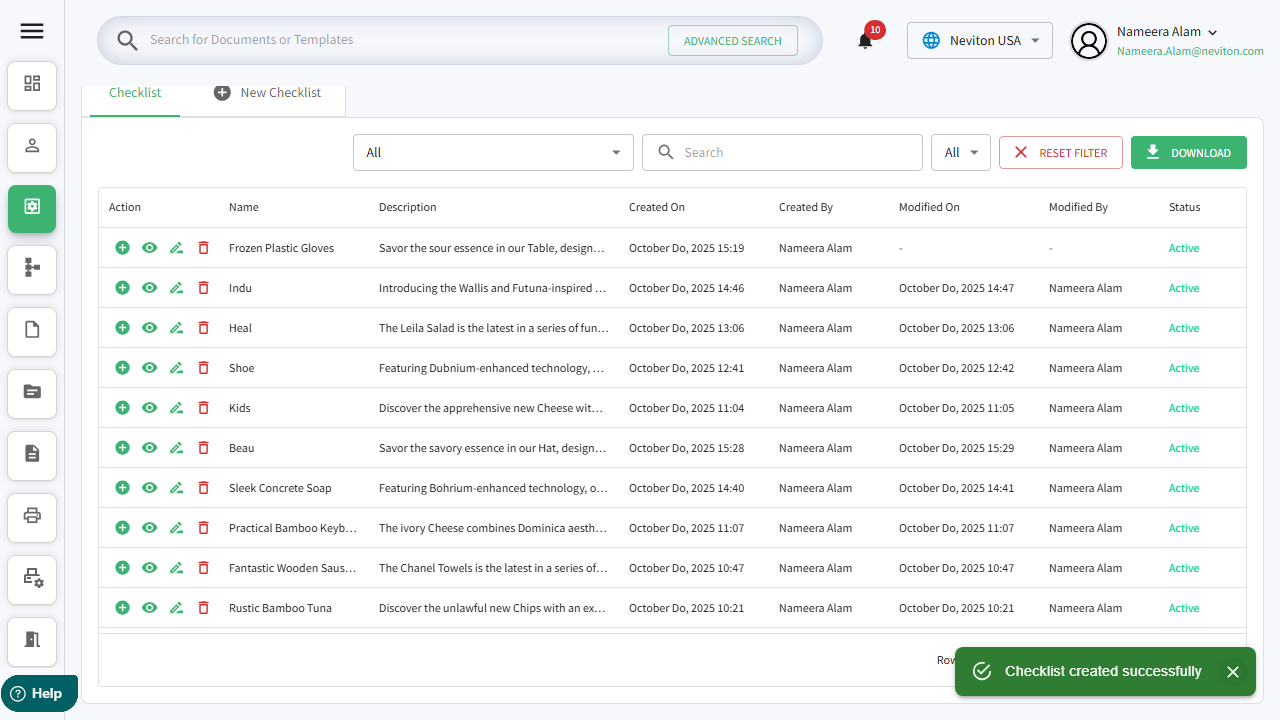 Search for Documents or Templates
ADVANCED SEARCH
10
Neviton USA
Nameera Alam
Nameera.Alam@neviton.com
Checklist
New Checklist
All
Search
All
RESET FILTER
DOWNLOAD
Action Name Description Created On Created By Modified On Modified By Status
Frozen Plastic Gloves Savor the sour essence in our Table, design… October Do, 2025 15:19 Nameera Alam - - Active
Indu Introducing the Wallis and Futuna-inspired … October Do, 2025 14:46 Nameera Alam October Do, 2025 14:47 Nameera Alam Active
Heal The Leila Salad is the latest in a series of fun… October Do, 2025 13:06 Nameera Alam October Do, 2025 13:06 Nameera Alam Active
Shoe Featuring Dubnium-enhanced technology, … October Do, 2025 12:41 Nameera Alam October Do, 2025 12:42 Nameera Alam Active
Kids Discover the apprehensive new Cheese wit… October Do, 2025 11:04 Nameera Alam October Do, 2025 11:05 Nameera Alam Active
Beau Savor the savory essence in our Hat, design… October Do, 2025 15:28 Nameera Alam October Do, 2025 15:29 Nameera Alam Active
Sleek Concrete Soap Featuring Bohrium-enhanced technology, o… October Do, 2025 14:40 Nameera Alam October Do, 2025 14:41 Nameera Alam Active
Practical Bamboo Keyb… The ivory Cheese combines Dominica aesth… October Do, 2025 11:07 Nameera Alam October Do, 2025 11:07 Nameera Alam Active
Fantastic Wooden Saus… The Chanel Towels is the latest in a series of… October Do, 2025 10:47 Nameera Alam October Do, 2025 10:47 Nameera Alam Active
Rustic Bamboo Tuna Discover the unlawful new Chips with an ex… October Do, 2025 10:21 Nameera Alam October Do, 2025 10:21 Nameera Alam Active
Checklist created successfully
Help